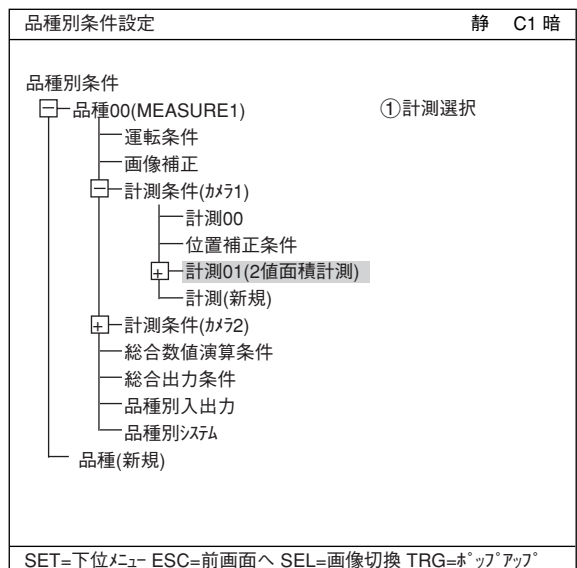 品種別条件設定 静 C1 暗
品種別条件
品種00(MEASURE1) ①計測選択
運転条件
画像補正
計測条件(ｶﾒﾗ1)
計測00
位置補正条件
計測01(2値面積計測)
計測(新規)
計測条件(ｶﾒﾗ2)
総合数値演算条件
総合出力条件
品種別入出力
品種別ｼｽﾃﾑ
品種(新規)
SET=下位ﾒﾆｭｰ ESC=前画面へ SEL=画像切換 TRG=ﾎﾟｯﾌﾟｱｯﾌﾟ